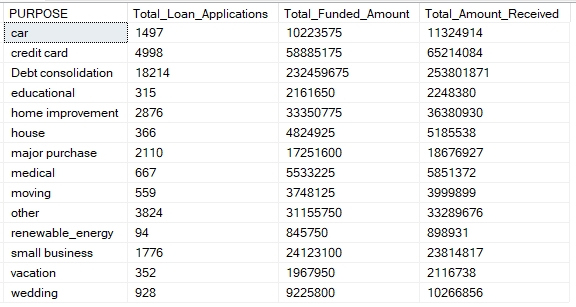 PURPOSE Total_Loan_Applications Total_Funded_Amount Total_Amount_Received
car 1497 10223575 11324914
credit card 4998 58885175 65214084
Debt consolidation 18214 232459675 253801871
educational 315 2161650 2248380
home improvement 2876 33350775 36380930
house 366 4824925 5185538
major purchase 2110 17251600 18676927
medical 667 5533225 5851372
moving 559 3748125 3999899
other 3824 31155750 33289676
renewable_energy 94 845750 898931
small business 1776 24123100 23814817
vacation 352 1967950 2116738
wedding 928 9225800 10266856